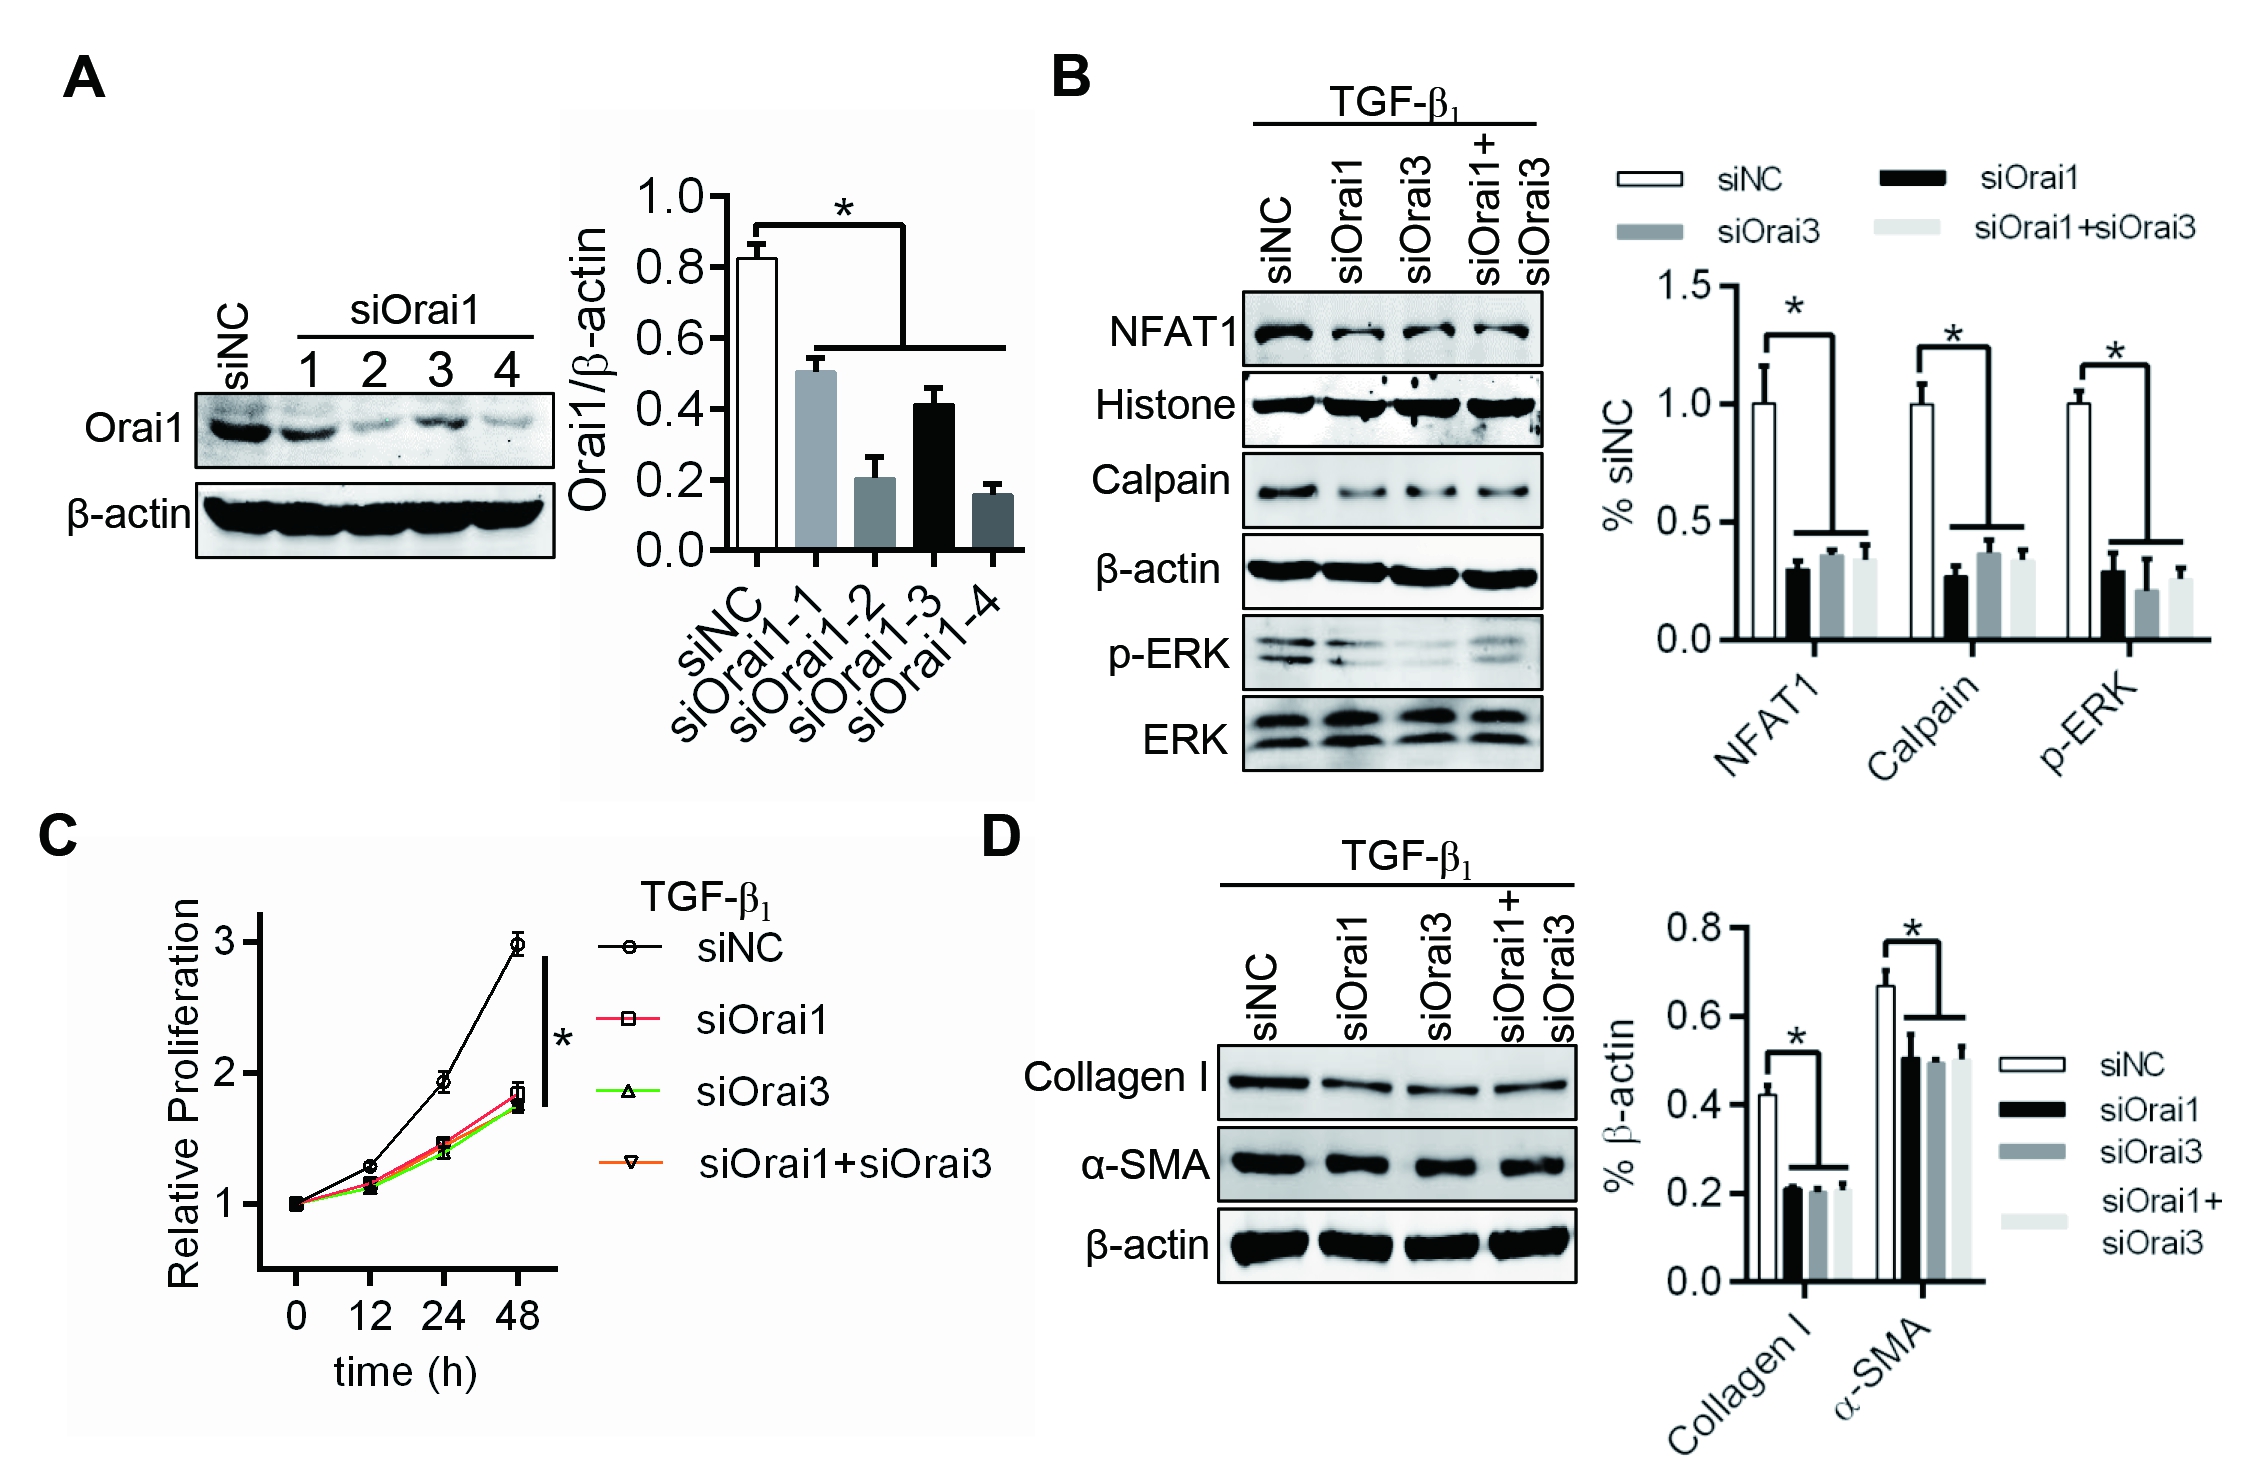 A
siNC
siOrai1
1 2 3 4
Orai1
β-actin
Orai1/β-actin
1.0
0.8
0.6
0.4
0.2
0.0
*
siNC
siOrai1-1
siOrai1-2
siOrai1-3
siOrai1-4
B
TGF-β1
siNC
siOrai1
siOrai3
siOrai1+
siOrai3
NFAT1
Histone
Calpain
β-actin
p-ERK
ERK
siNC
siOrai1
siOrai3
siOrai1+siOrai3
% siNC
1.5
1.0
0.5
0.0
*
*
*
NFAT1
Calpain
p-ERK
C
Relative Proliferation
3
2
1
0 12 24 48
time (h)
*
TGF-β1
siNC
siOrai1
siOrai3
siOrai1+siOrai3
D
TGF-β1
siNC
siOrai1
siOrai3
siOrai1+
siOrai3
Collagen I
α-SMA
β-actin
% β-actin
0.8
0.6
0.4
0.2
0.0
*
*
Collagen I
α-SMA
siNC
siOrai1
siOrai3
siOrai1+
siOrai3